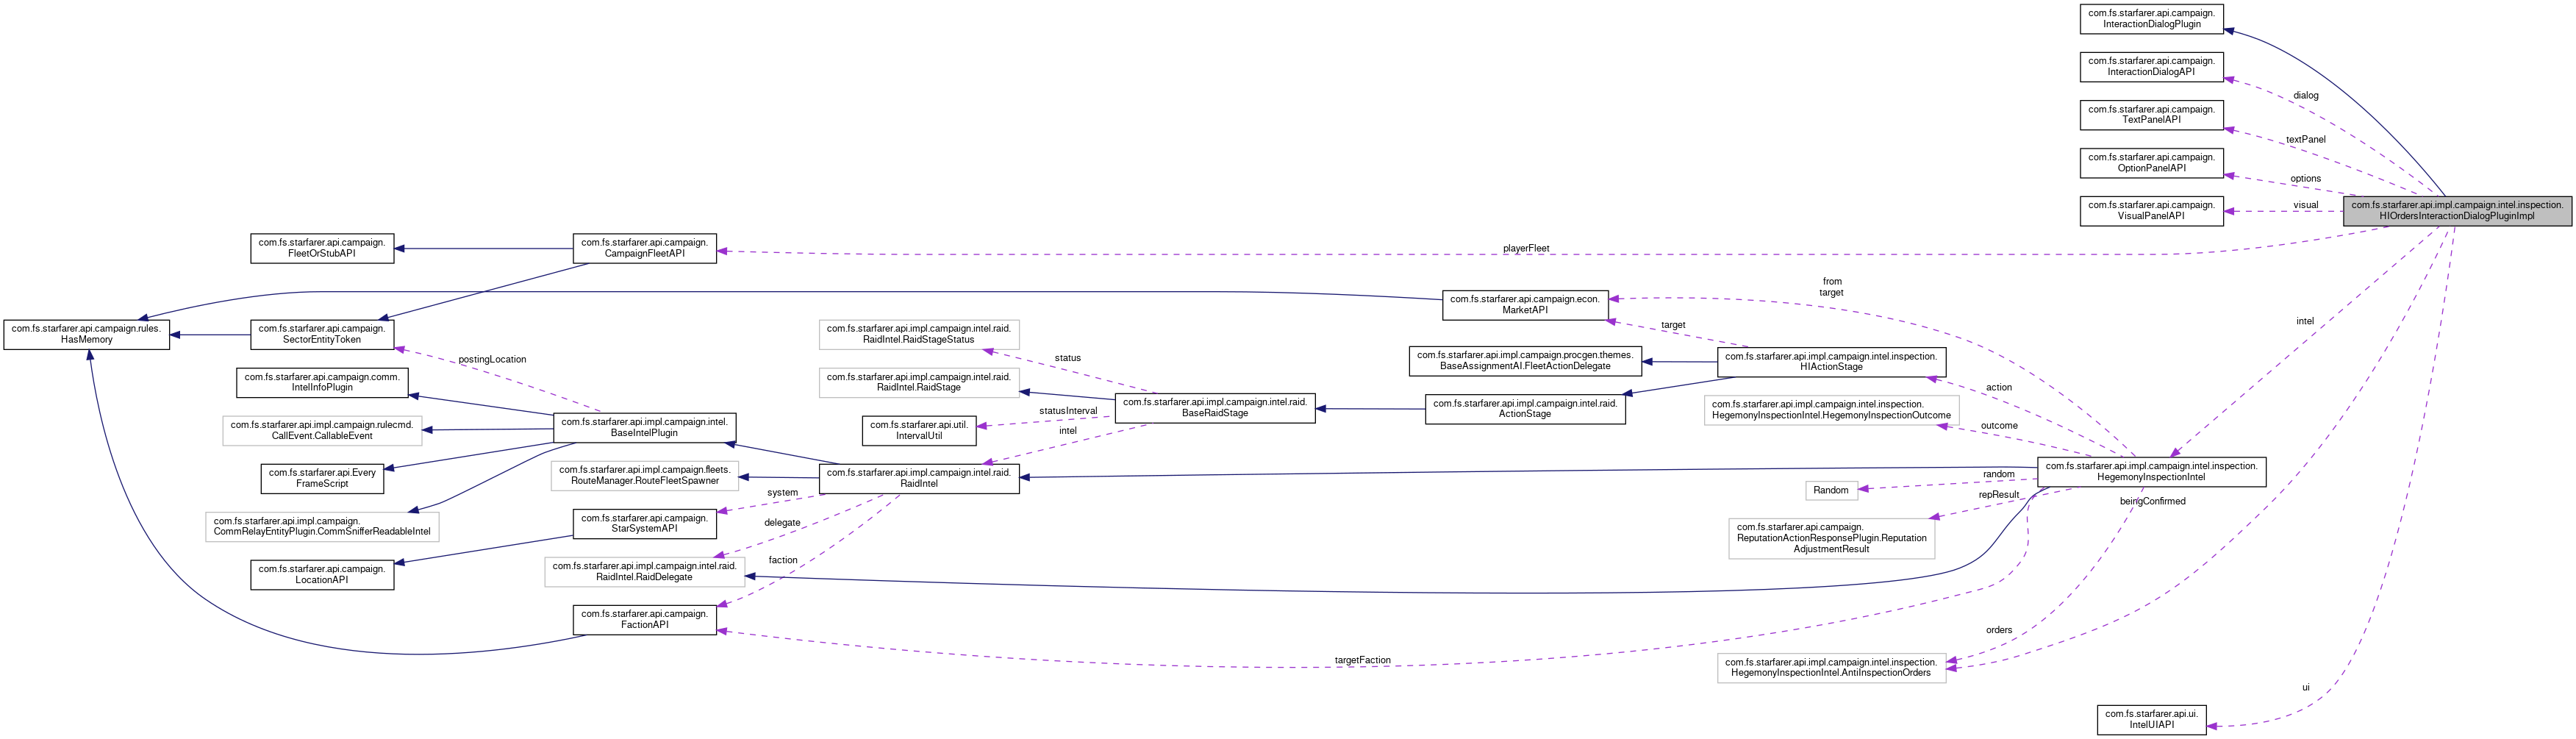 com.fs.starfarer.api.campaign.
InteractionDialogPlugin
com.fs.starfarer.api.campaign.
InteractionDialogAPI
dialog
com.fs.starfarer.api.campaign.
TextPanelAPI
textPanel
com.fs.starfarer.api.campaign.
OptionPanelAPI
options
com.fs.starfarer.api.campaign.
VisualPanelAPI
visual
com.fs.starfarer.api.impl.campaign.intel.inspection.
HIOrdersInteractionDialogPluginImpl
com.fs.starfarer.api.campaign.
FleetOrStubAPI
com.fs.starfarer.api.campaign.
CampaignFleetAPI
playerFleet
from
target
com.fs.starfarer.api.campaign.econ.
MarketAPI
com.fs.starfarer.api.campaign.rules.
HasMemory
com.fs.starfarer.api.campaign.
SectorEntityToken
com.fs.starfarer.api.impl.campaign.intel.raid.
RaidIntel.RaidStageStatus
target
intel
postingLocation
status
com.fs.starfarer.api.impl.campaign.procgen.themes.
BaseAssignmentAI.FleetActionDelegate
com.fs.starfarer.api.impl.campaign.intel.inspection.
HIActionStage
com.fs.starfarer.api.campaign.comm.
IntelInfoPlugin
com.fs.starfarer.api.impl.campaign.intel.raid.
RaidIntel.RaidStage
action
com.fs.starfarer.api.impl.campaign.intel.raid.
BaseRaidStage
com.fs.starfarer.api.impl.campaign.intel.raid.
ActionStage
com.fs.starfarer.api.impl.campaign.intel.inspection.
HegemonyInspectionIntel.HegemonyInspectionOutcome
com.fs.starfarer.api.impl.campaign.rulecmd.
CallEvent.CallableEvent
com.fs.starfarer.api.impl.campaign.intel.
BaseIntelPlugin
com.fs.starfarer.api.util.
IntervalUtil
statusInterval
intel
outcome
com.fs.starfarer.api.Every
FrameScript
com.fs.starfarer.api.impl.campaign.fleets.
RouteManager.RouteFleetSpawner
com.fs.starfarer.api.impl.campaign.intel.raid.
RaidIntel
com.fs.starfarer.api.impl.campaign.intel.inspection.
HegemonyInspectionIntel
random
Random
system
repResult
beingConfirmed
com.fs.starfarer.api.impl.campaign.
CommRelayEntityPlugin.CommSnifferReadableIntel
com.fs.starfarer.api.campaign.
StarSystemAPI
delegate
com.fs.starfarer.api.campaign.
ReputationActionResponsePlugin.Reputation
AdjustmentResult
com.fs.starfarer.api.campaign.
LocationAPI
com.fs.starfarer.api.impl.campaign.intel.raid.
RaidIntel.RaidDelegate
faction
com.fs.starfarer.api.campaign.
FactionAPI
orders
targetFaction
com.fs.starfarer.api.impl.campaign.intel.inspection.
HegemonyInspectionIntel.AntiInspectionOrders
ui
com.fs.starfarer.api.ui.
IntelUIAPI